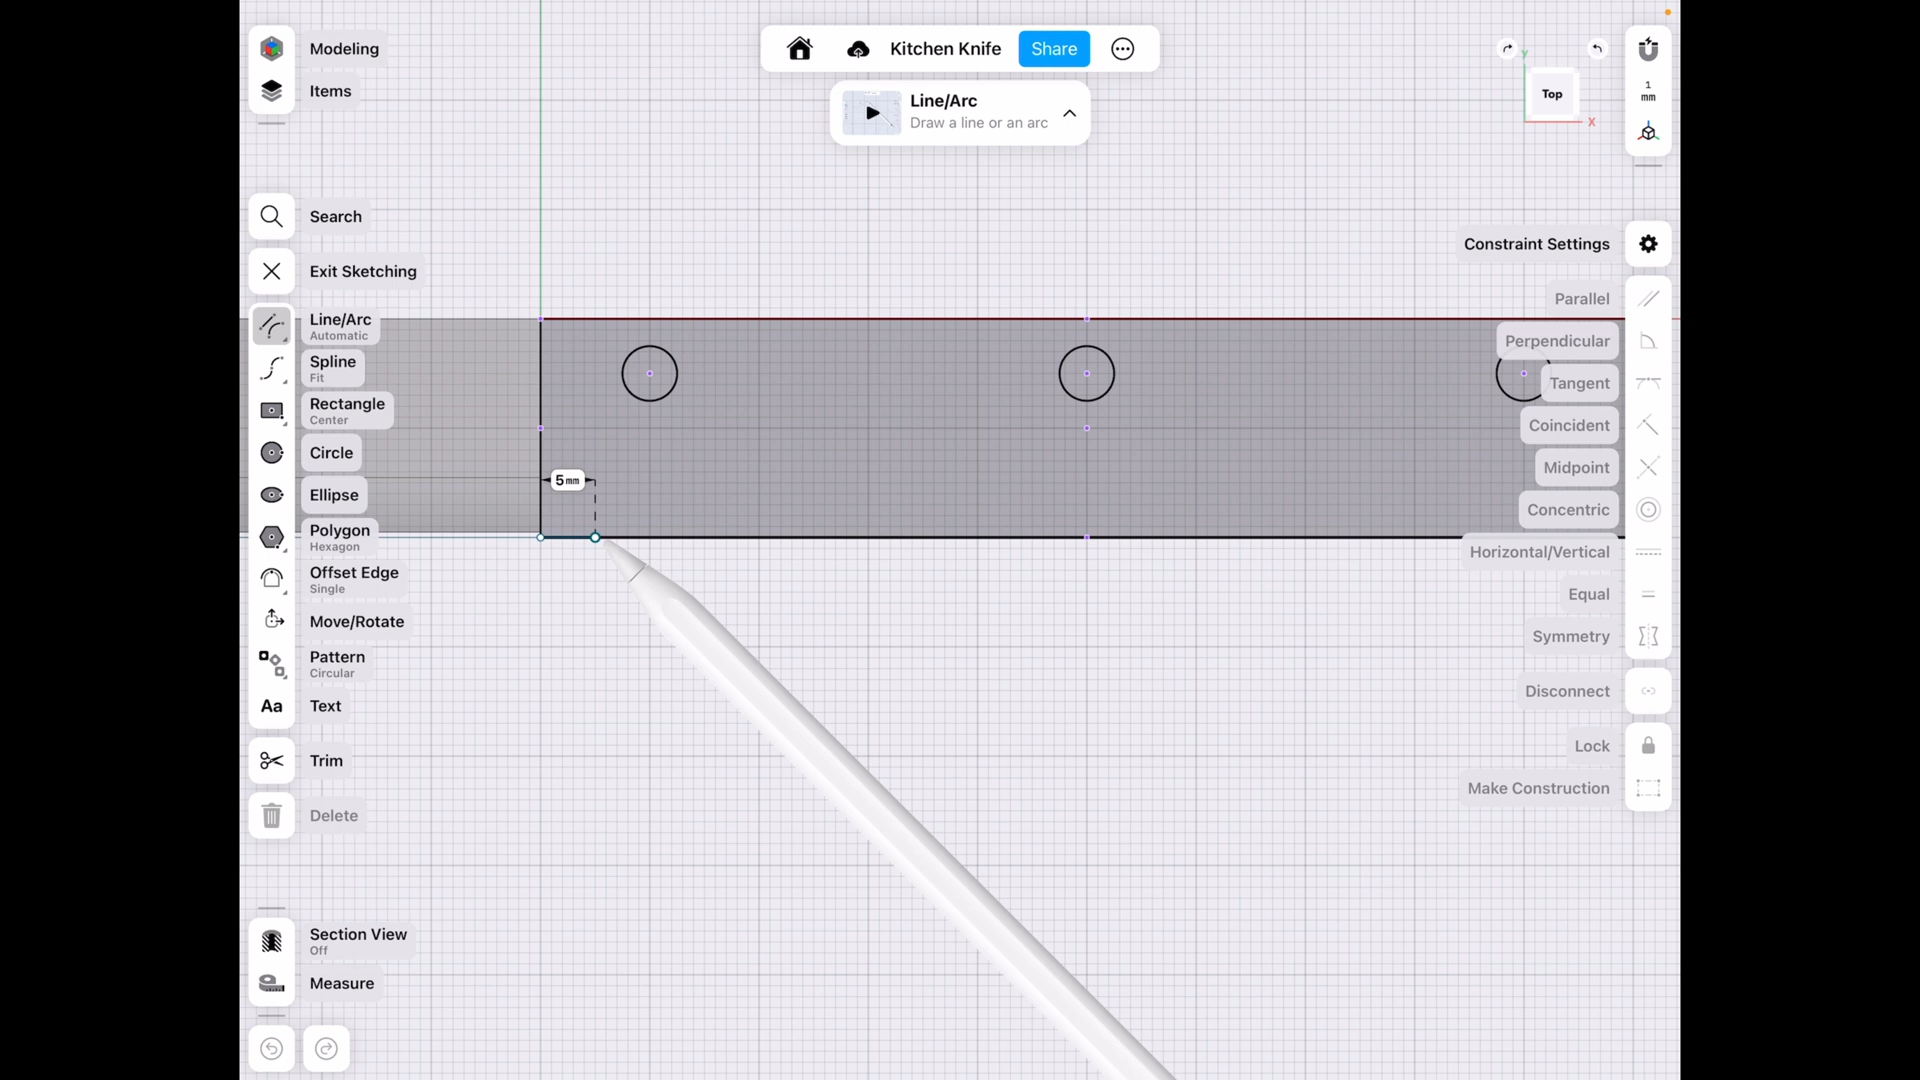 Modeling
Items
Kitchen Knife
Share
Line/Arc
Draw a line or an arc
Top
y
X
1
mm
Search
Exit Sketching
Line/Arc
Automatic
Spline
Fit
Rectangle
Center
Circle
Ellipse
Polygon
Hexagon
Offset Edge
Single
Move/Rotate
Pattern
Circular
Aa
Text
Trim
Delete
Section View
Off
Measure
5 mm
Constraint Settings
Parallel
Perpendicular
Tangent
Coincident
Midpoint
Concentric
Horizontal/Vertical
Equal
Symmetry
Disconnect
Lock
Make Construction